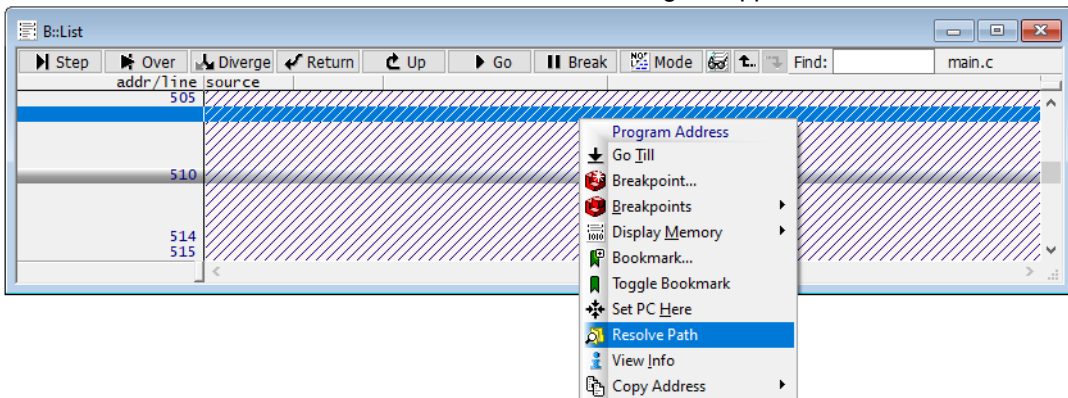 B::List
Step Over Diverge Return Up Go Break Mode t.. Find: main.c
addr/line source
505
510
514
515
Program Address
Go Till
Breakpoint...
Breakpoints
Display Memory
Bookmark...
Toggle Bookmark
Set PC Here
Resolve Path
View Info
Copy Address